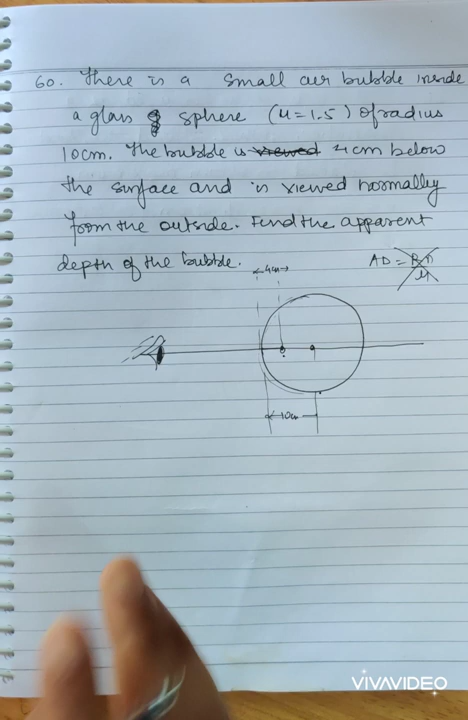 60. There is a small air bubble inside
a glass sphere (μ=1.5) of radius
10cm. The bubble is viewed 4cm below
the surface and is viewed normally
from the outside. Find the apparent
depth of the bubble.
AD = RD/μ
4cm
10cm
VIVAVIDEO